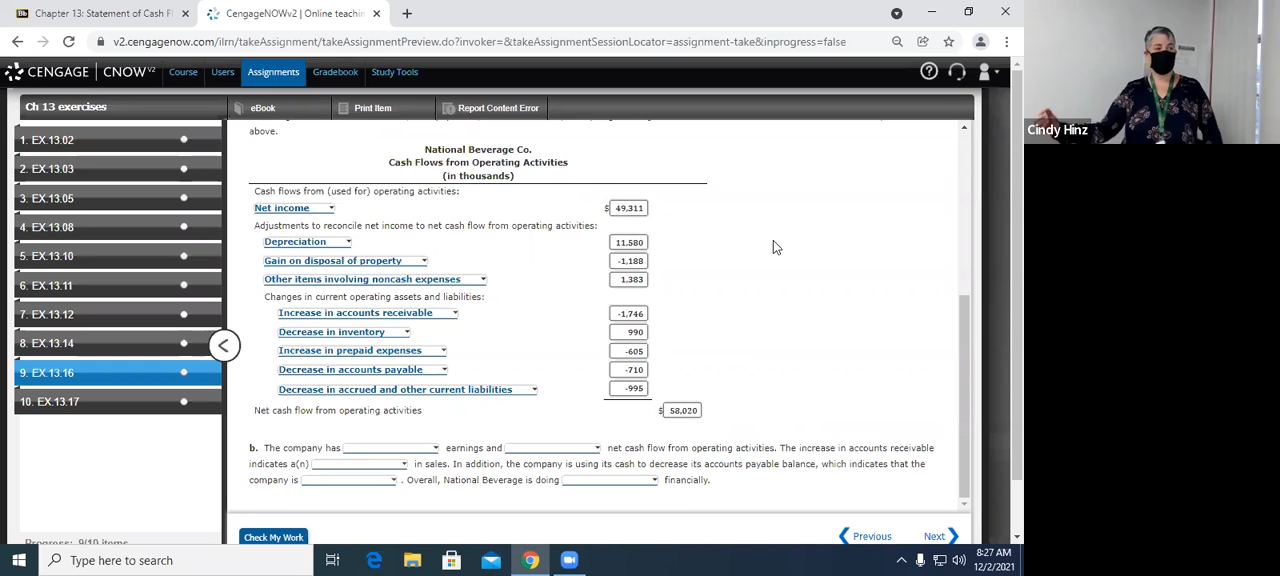 Chapter 13: Statement of Cash Fl
CengageNOWv2 | Online teachin
v2.cengagenow.com/ilrn/takeAssignment/takeAssignmentPreview.do?invoker=&takeAssignmentSessionLocator=assignment-take&inprogress=false
CENGAGE | CNOWv2 Course Users Assignments Gradebook Study Tools
Ch 13 exercises
eBook Print Item Report Content Error
1. EX.13.02
2. EX.13.03
3. EX.13.05
4. EX.13.08
5. EX.13.10
6. EX.13.11
7. EX.13.12
8. EX.13.14
9. EX.13.16
10. EX.13.17
Progress: 9/10 items
above.
National Beverage Co.
Cash Flows from Operating Activities
(in thousands)
Cash flows from (used for) operating activities:
Net income $ 49,311
Adjustments to reconcile net income to net cash flow from operating activities:
Depreciation 11,580
Gain on disposal of property -1,188
Other items involving noncash expenses 1,383
Changes in current operating assets and liabilities:
Increase in accounts receivable -1,746
Decrease in inventory 990
Increase in prepaid expenses -605
Decrease in accounts payable -710
Decrease in accrued and other current liabilities -995
Net cash flow from operating activities $ 58,020
b. The company has earnings and net cash flow from operating activities. The increase in accounts receivable
indicates a(n) in sales. In addition, the company is using its cash to decrease its accounts payable balance, which indicates that the
company is . Overall, National Beverage is doing financially.
Check My Work
Previous Next
Cindy Hinz
Type here to search
8:27 AM
12/2/2021